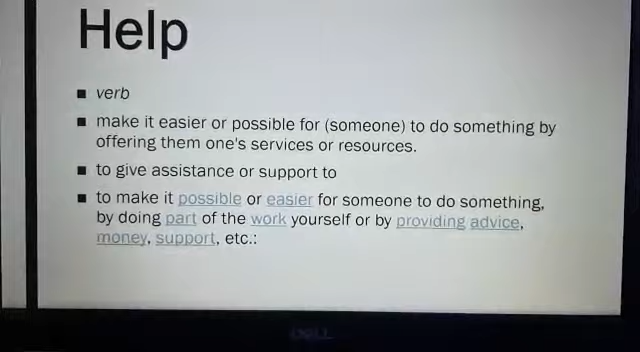 Help
verb
make it easier or possible for (someone) to do something by
offering them one's services or resources.
to give assistance or support to
to make it possible or easier for someone to do something,
by doing part of the work yourself or by providing advice,
money, support, etc.:
DELL